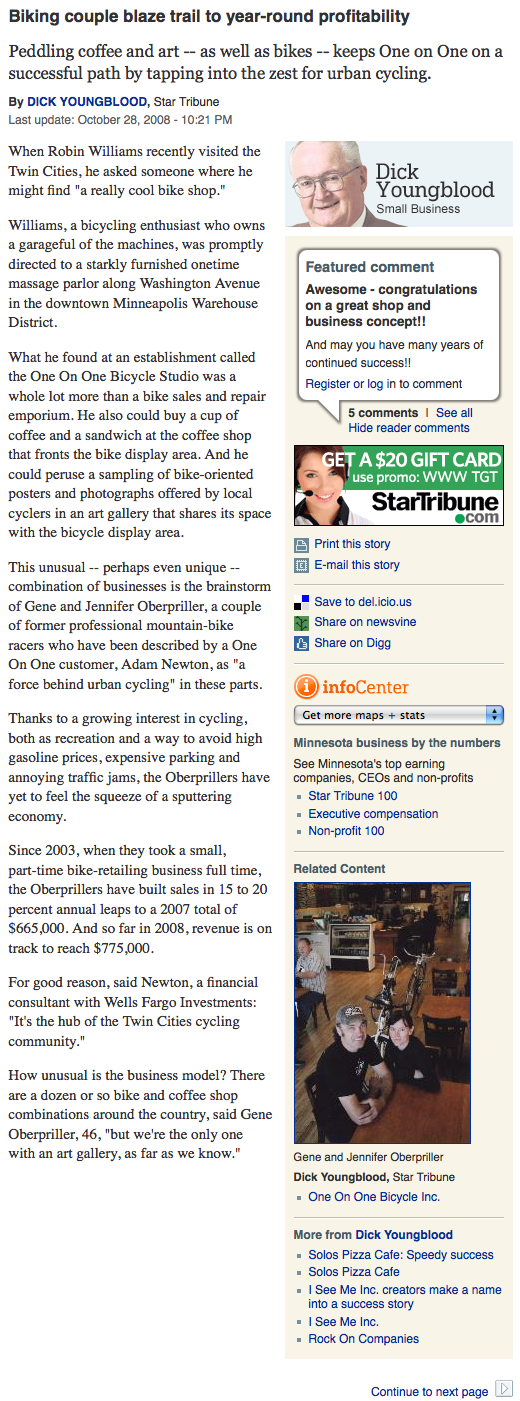 Biking couple blaze trail to year-round profitability
Peddling coffee and art -- as well as bikes -- keeps One on One on a
successful path by tapping into the zest for urban cycling.
By DICK YOUNGBLOOD, Star Tribune
Last update: October 28, 2008 - 10:21 PM
When Robin Williams recently visited the
Twin Cities, he asked someone where he
might find "a really cool bike shop."
Williams, a bicycling enthusiast who owns
a garageful of the machines, was promptly
directed to a starkly furnished onetime
massage parlor along Washington Avenue
in the downtown Minneapolis Warehouse
District.
What he found at an establishment called
the One On One Bicycle Studio was a
whole lot more than a bike sales and repair
emporium. He also could buy a cup of
coffee and a sandwich at the coffee shop
that fronts the bike display area. And he
could peruse a sampling of bike-oriented
posters and photographs offered by local
cyclers in an art gallery that shares its space
with the bicycle display area.
This unusual -- perhaps even unique --
combination of businesses is the brainstorm
of Gene and Jennifer Oberpriller, a couple
of former professional mountain-bike
racers who have been described by a One
On One customer, Adam Newton, as "a
force behind urban cycling" in these parts.
Thanks to a growing interest in cycling,
both as recreation and a way to avoid high
gasoline prices, expensive parking and
annoying traffic jams, the Oberprillers have
yet to feel the squeeze of a sputtering
economy.
Since 2003, when they took a small,
part-time bike-retailing business full time,
the Oberprillers have built sales in 15 to 20
percent annual leaps to a 2007 total of
$665,000. And so far in 2008, revenue is on
track to reach $775,000.
For good reason, said Newton, a financial
consultant with Wells Fargo Investments:
"It's the hub of the Twin Cities cycling
community."
How unusual is the business model? There
are a dozen or so bike and coffee shop
combinations around the country, said Gene
Oberpriller, 46, "but we're the only one
with an art gallery, as far as we know."
Dick
Youngblood
Small Business
Featured comment
Awesome - congratulations
on a great shop and
business concept!!
And may you have many years of
continued success!!
Register or log in to comment
5 comments | See all
Hide reader comments
GET A $20 GIFT CARD
use promo: WWW TGT
StarTribune
.com
Print this story
E-mail this story
Save to del.icio.us
Share on newsvine
Share on Digg
infoCenter
Get more maps + stats
Minnesota business by the numbers
See Minnesota's top earning
companies, CEOs and non-profits
Star Tribune 100
Executive compensation
Non-profit 100
Related Content
Gene and Jennifer Oberpriller
Dick Youngblood, Star Tribune
One On One Bicycle Inc.
More from Dick Youngblood
Solos Pizza Cafe: Speedy success
Solos Pizza Cafe
I See Me Inc. creators make a name
into a success story
I See Me Inc.
Rock On Companies
Continue to next page